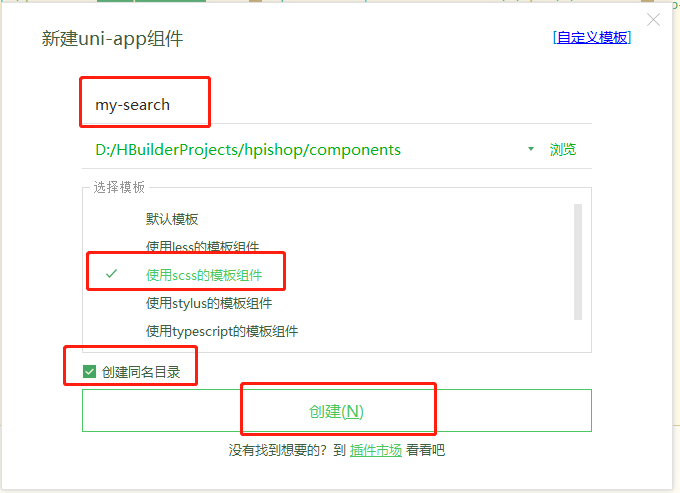 新建uni-app组件
[自定义模板]
my-search
D:/HBuilderProjects/hpishop/components
浏览
选择模板
默认模板
使用less的模板组件
使用scss的模板组件
使用stylus的模板组件
使用typescript的模板组件
创建同名目录
创建(N)
没有找到想要的? 到 插件市场 看看吧